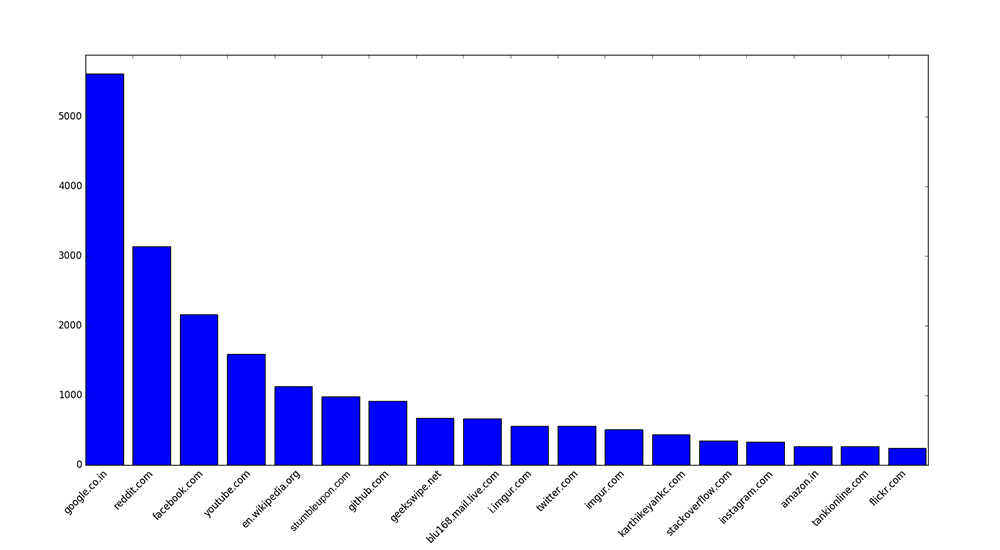 5000
4000
3000
2000
1000
0
google.co.in
reddit.com
facebook.com
youtube.com
en.wikipedia.org
stumbleupon.com
github.com
geekswipe.net
blu168.mail.live.com
i.imgur.com
twitter.com
imgur.com
karthikeyankc.com
stackoverflow.com
instagram.com
amazon.in
tankionline.com
flickr.com